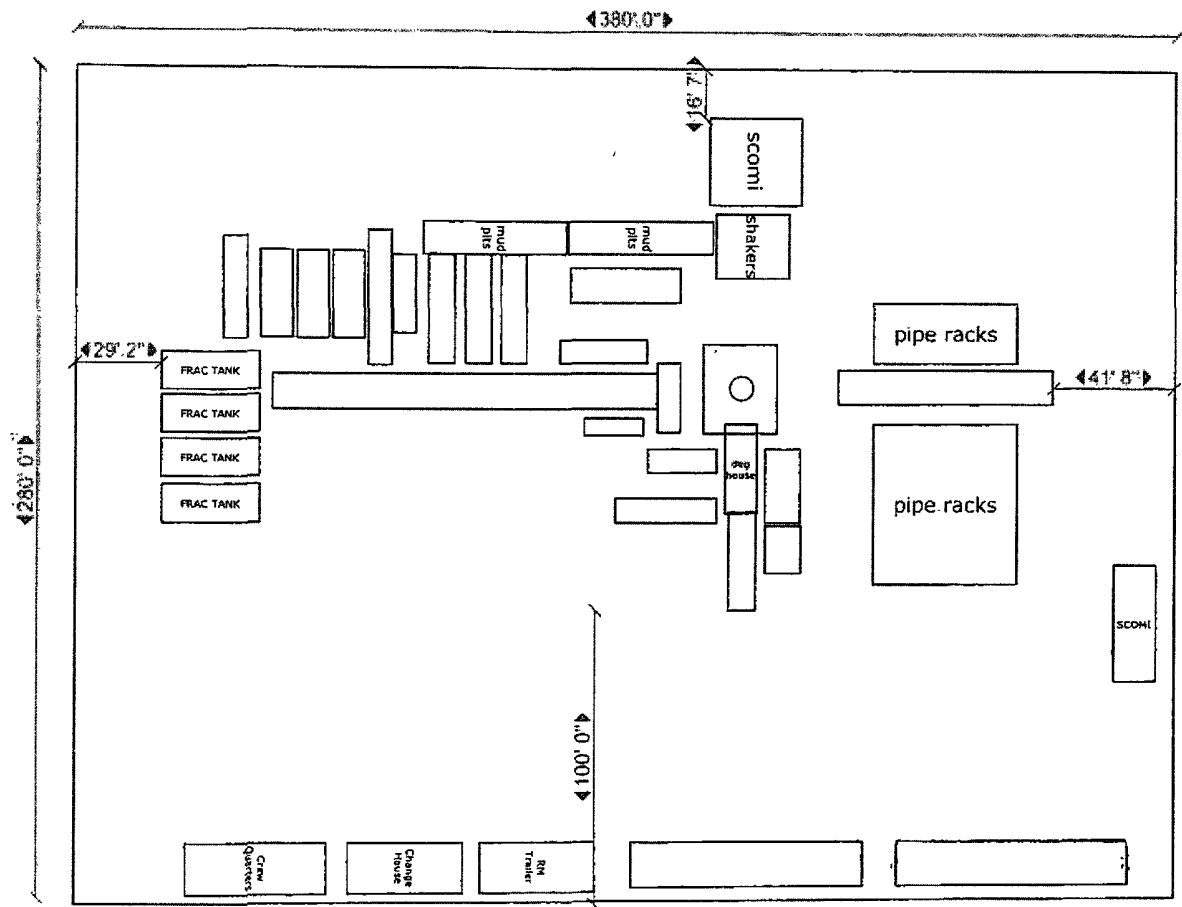 380'.0"
16' 7"
scomi
shakers
mud
pits
mud
pits
pipe racks
29'.2"
41' 8"
FRAC TANK
FRAC TANK
FRAC TANK
FRAC TANK
280' 0"
dog
house
pipe racks
SCOMI
100'.0"
Crew
Quarters
Change
House
RM
Trailer